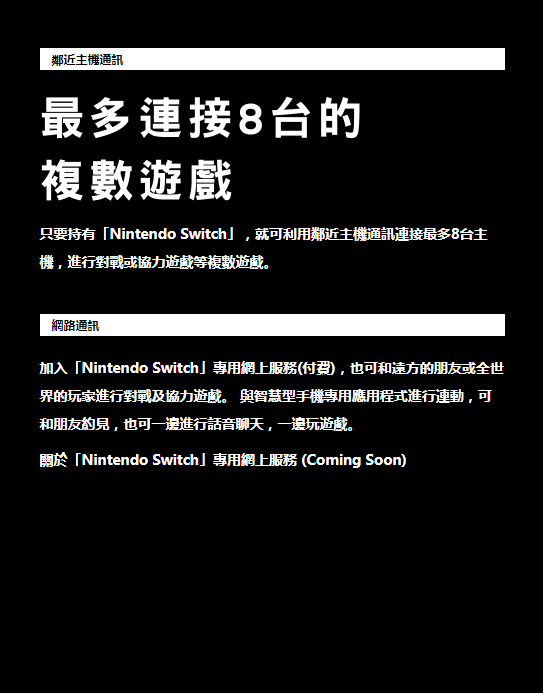 鄰近主機通訊
最多連接8台的
複數遊戲
只要持有「Nintendo Switch」，就可利用鄰近主機通訊連接最多8台主
機，進行對戰或協力遊戲等複數遊戲。
網路通訊
加入「Nintendo Switch」專用網上服務(付費)，也可和遠方的朋友或全世
界的玩家進行對戰及協力遊戲。 與智慧型手機專用應用程式進行連動，可
和朋友約見，也可一邊進行話音聊天，一邊玩遊戲。
關於「Nintendo Switch」專用網上服務 (Coming Soon)